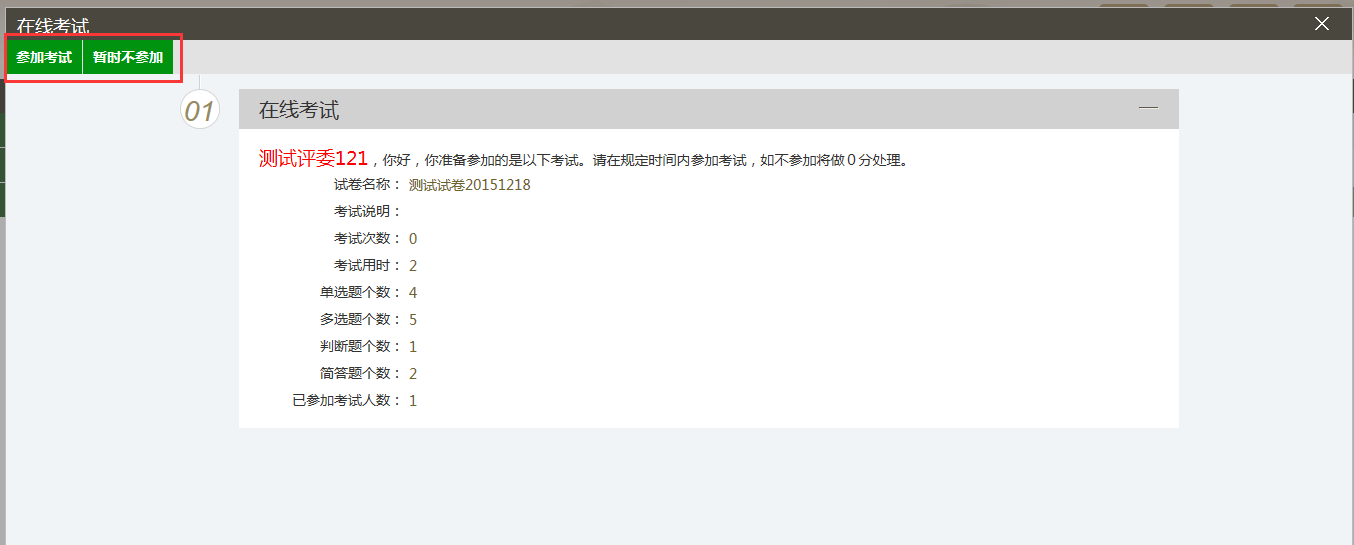 在线考试
参加考试 暂时不参加
01 在线考试
测试评委121，你好，你准备参加的是以下考试。请在规定时间内参加考试，如不参加将做０分处理。
试卷名称： 测试试卷20151218
考试说明：
考试次数： 0
考试用时： 2
单选题个数： 4
多选题个数： 5
判断题个数： 1
简答题个数： 2
已参加考试人数： 1